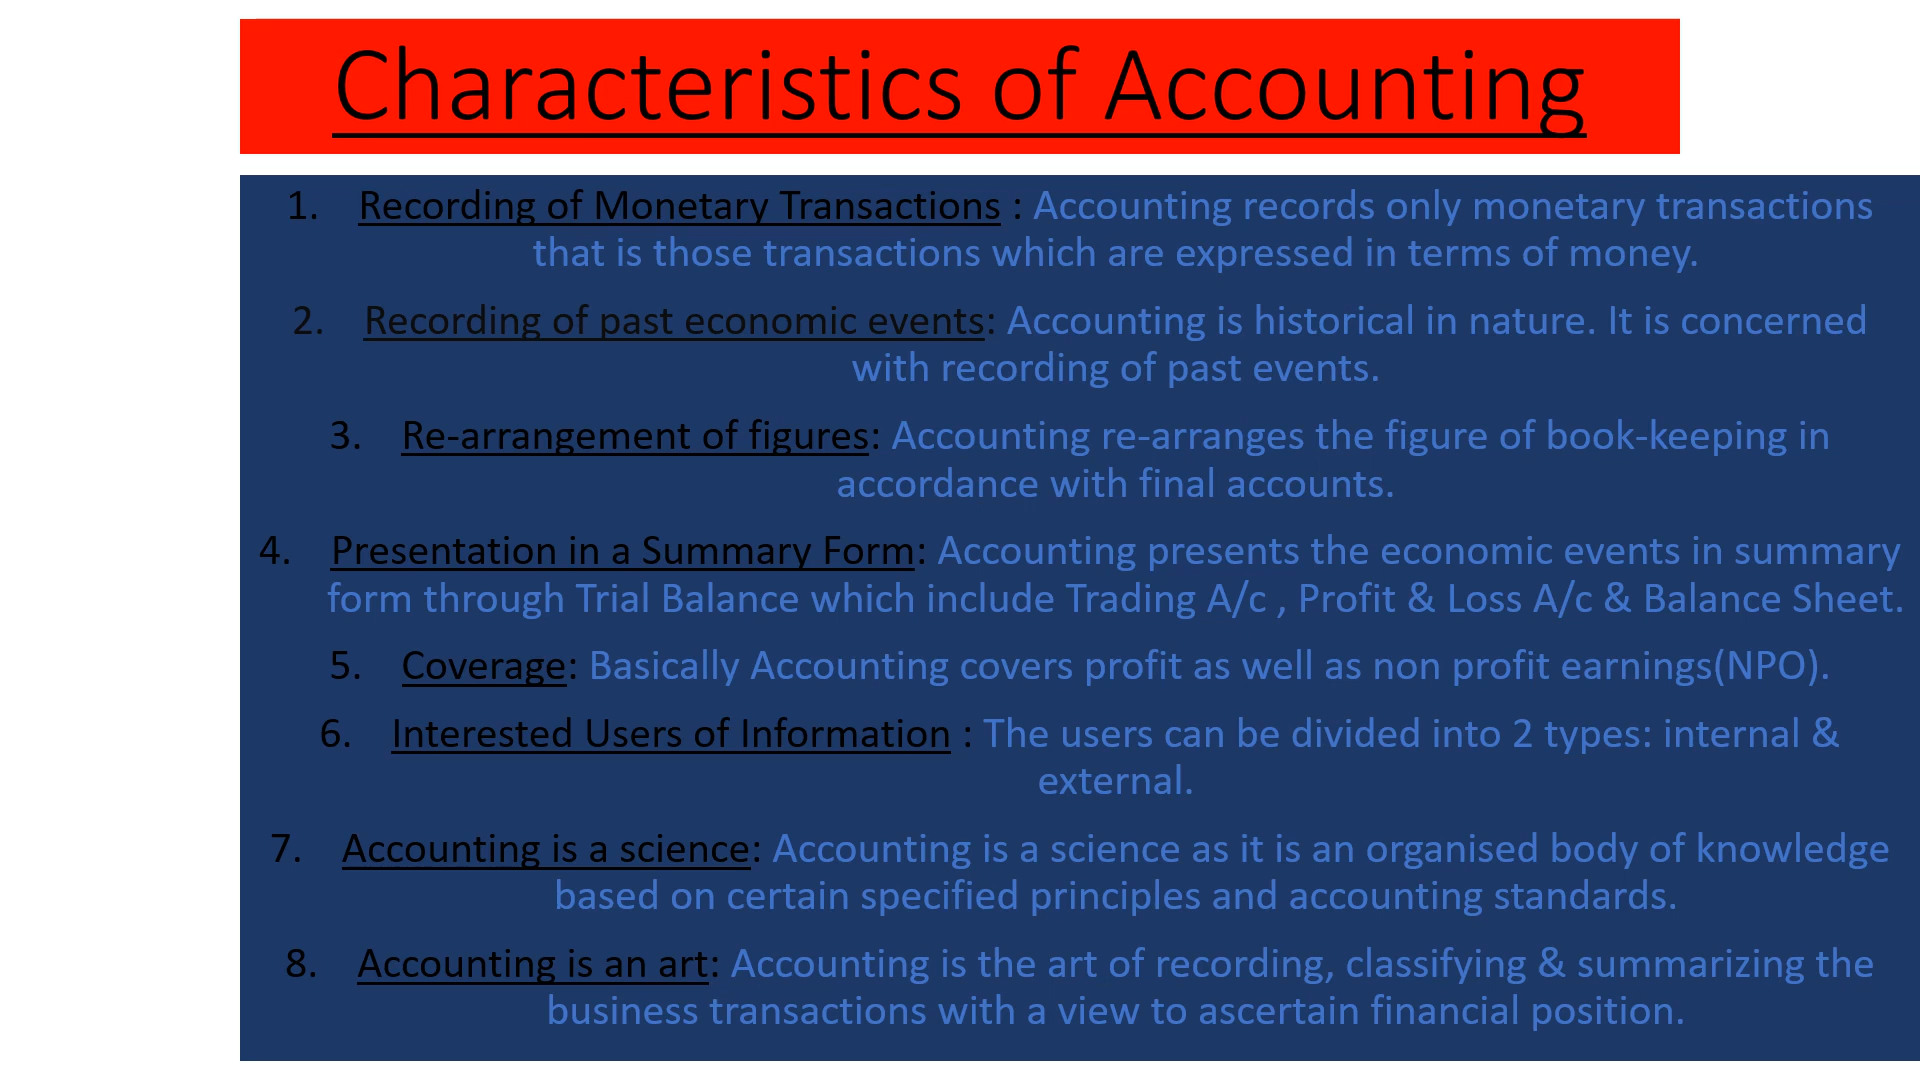 Characteristics of Accounting
1. Recording of Monetary Transactions : Accounting records only monetary transactions
that is those transactions which are expressed in terms of money.
2. Recording of past economic events: Accounting is historical in nature. It is concerned
with recording of past events.
3. Re-arrangement of figures: Accounting re-arranges the figure of book-keeping in
accordance with final accounts.
4. Presentation in a Summary Form: Accounting presents the economic events in summary
form through Trial Balance which include Trading A/c , Profit & Loss A/c & Balance Sheet.
5. Coverage: Basically Accounting covers profit as well as non profit earnings(NPO).
6. Interested Users of Information : The users can be divided into 2 types: internal &
external.
7. Accounting is a science: Accounting is a science as it is an organised body of knowledge
based on certain specified principles and accounting standards.
8. Accounting is an art: Accounting is the art of recording, classifying & summarizing the
business transactions with a view to ascertain financial position.